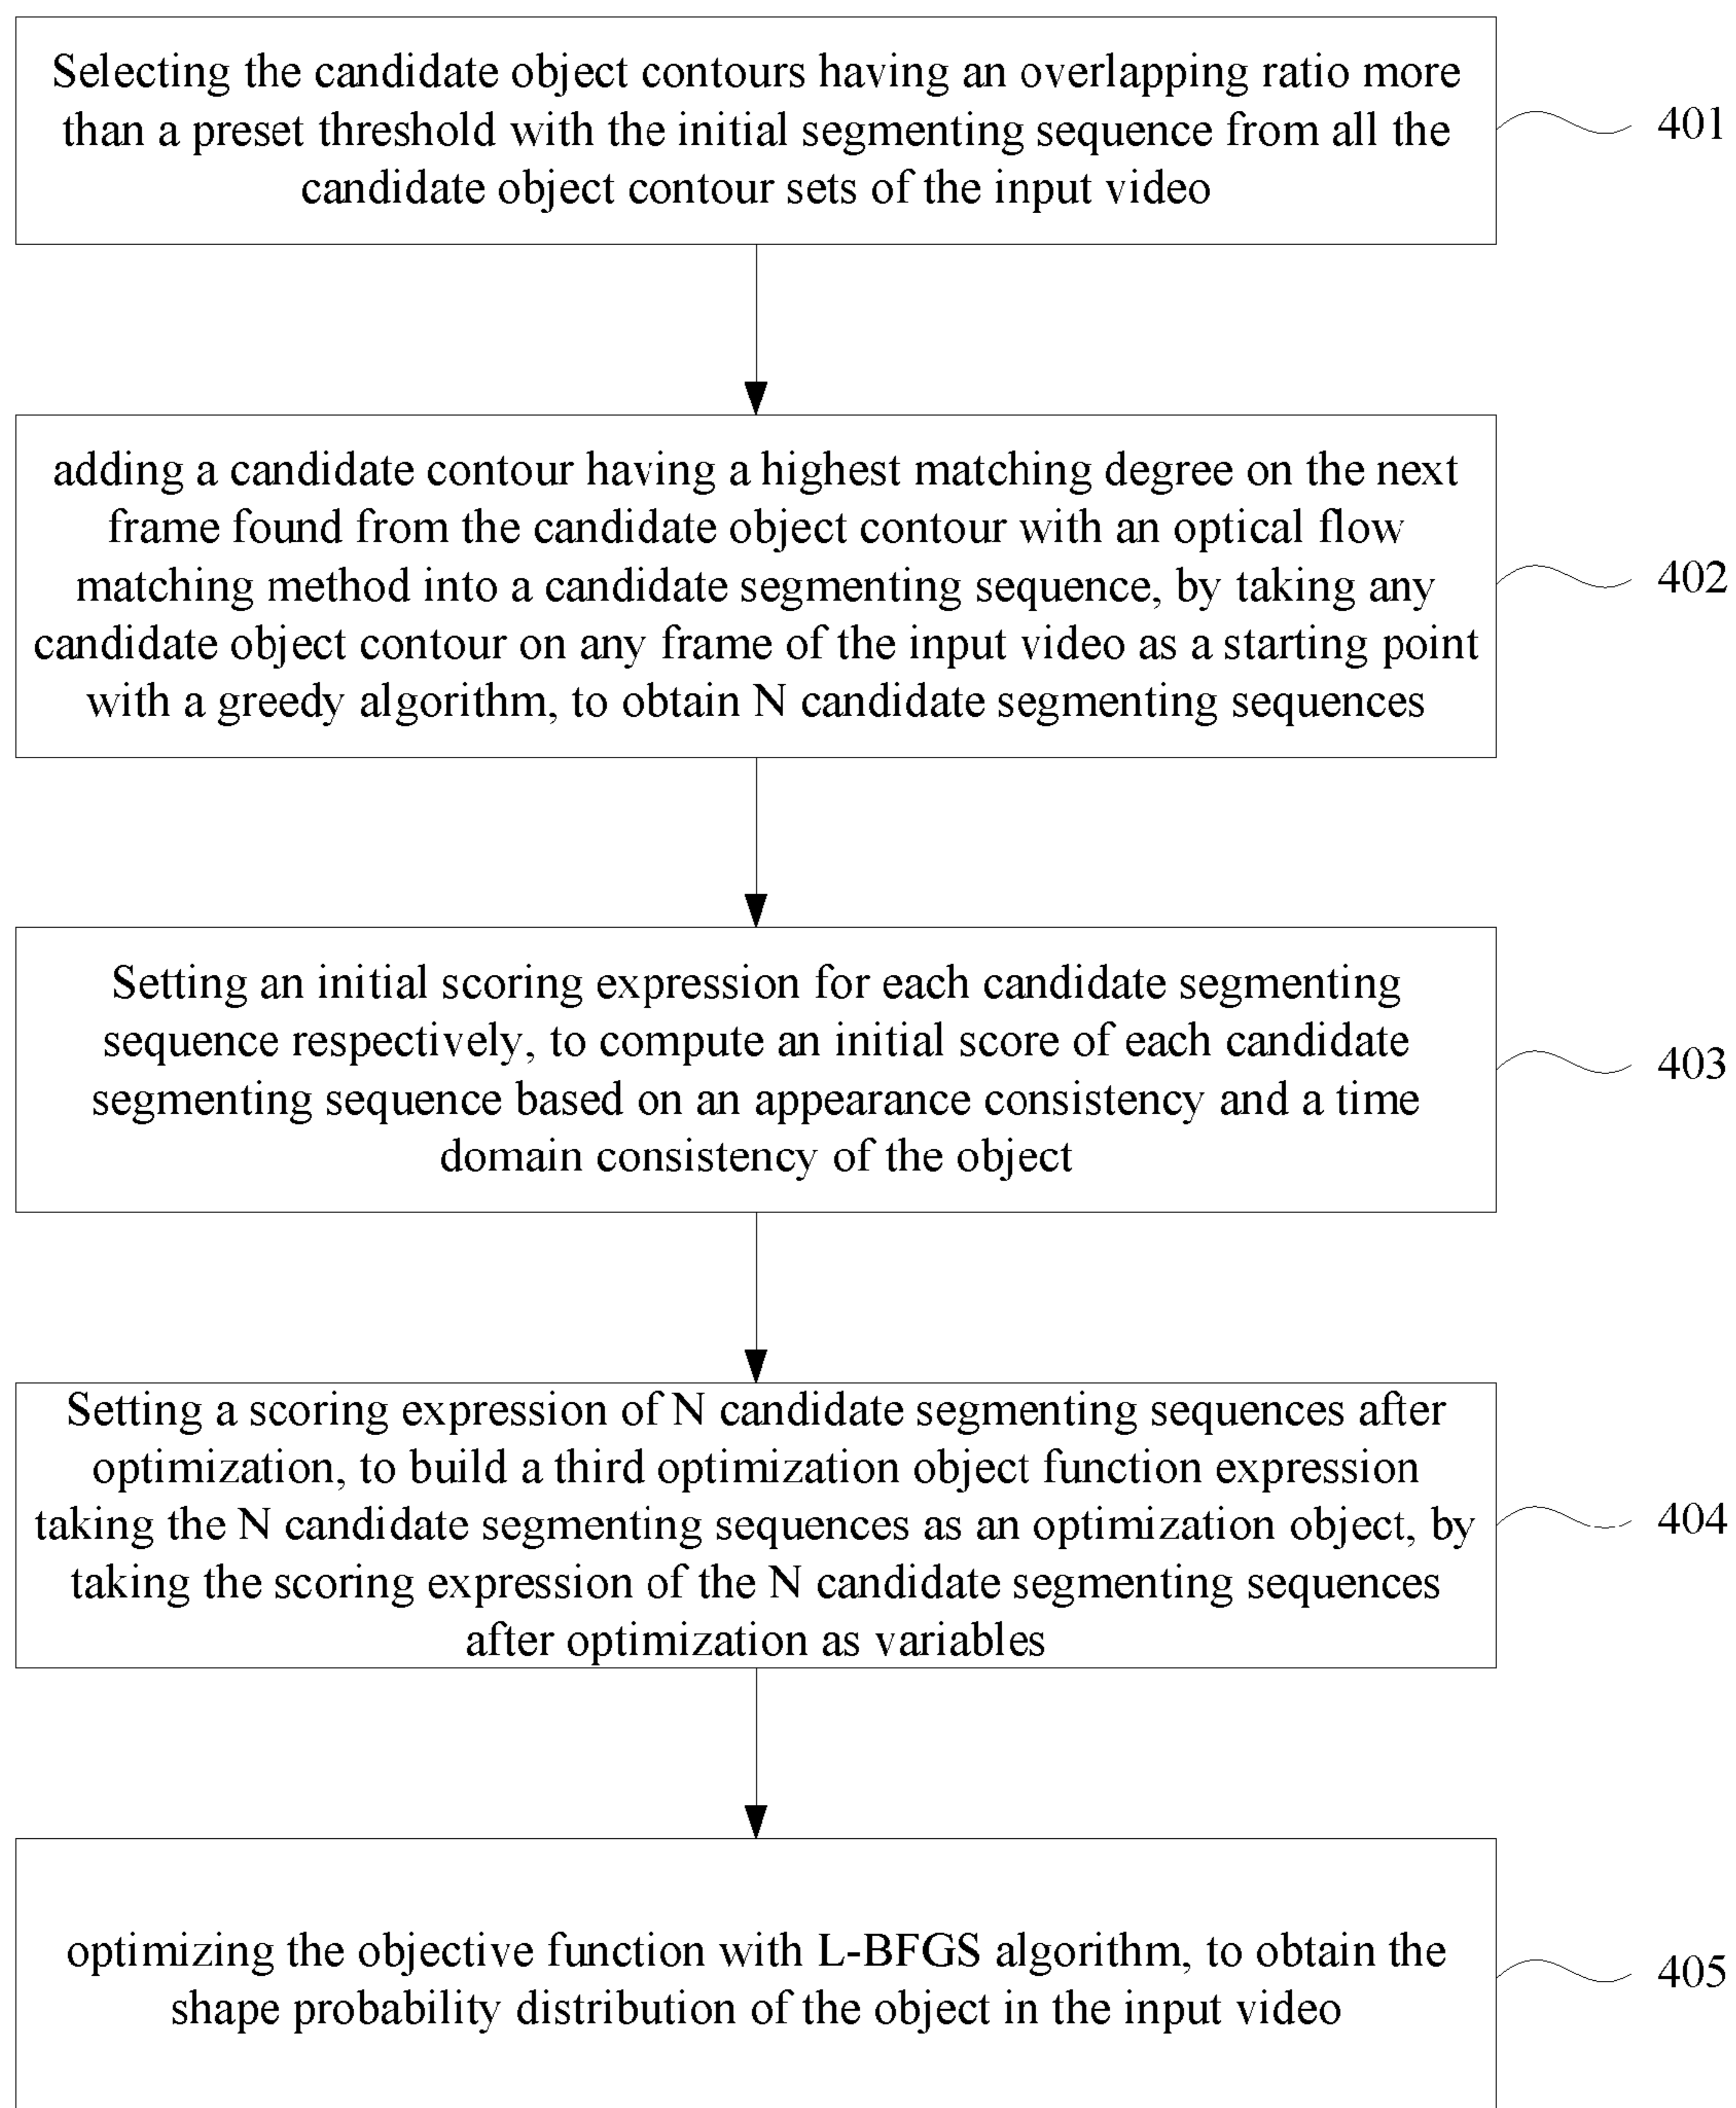 Selecting the candidate object contours having an overlapping ratio more
than a preset threshold with the initial segmenting sequence from all the
candidate object contour sets of the input video
401
adding a candidate contour having a highest matching degree on the next
frame found from the candidate object contour with an optical flow
matching method into a candidate segmenting sequence, by taking any
candidate object contour on any frame of the input video as a starting point
with a greedy algorithm, to obtain N candidate segmenting sequences
402
Setting an initial scoring expression for each candidate segmenting
sequence respectively, to compute an initial score of each candidate
segmenting sequence based on an appearance consistency and a time
domain consistency of the object
403
Setting a scoring expression of N candidate segmenting sequences after
optimization, to build a third optimization object function expression
taking the N candidate segmenting sequences as an optimization object, by
taking the scoring expression of the N candidate segmenting sequences
after optimization as variables
404
optimizing the objective function with L-BFGS algorithm, to obtain the
shape probability distribution of the object in the input video
405